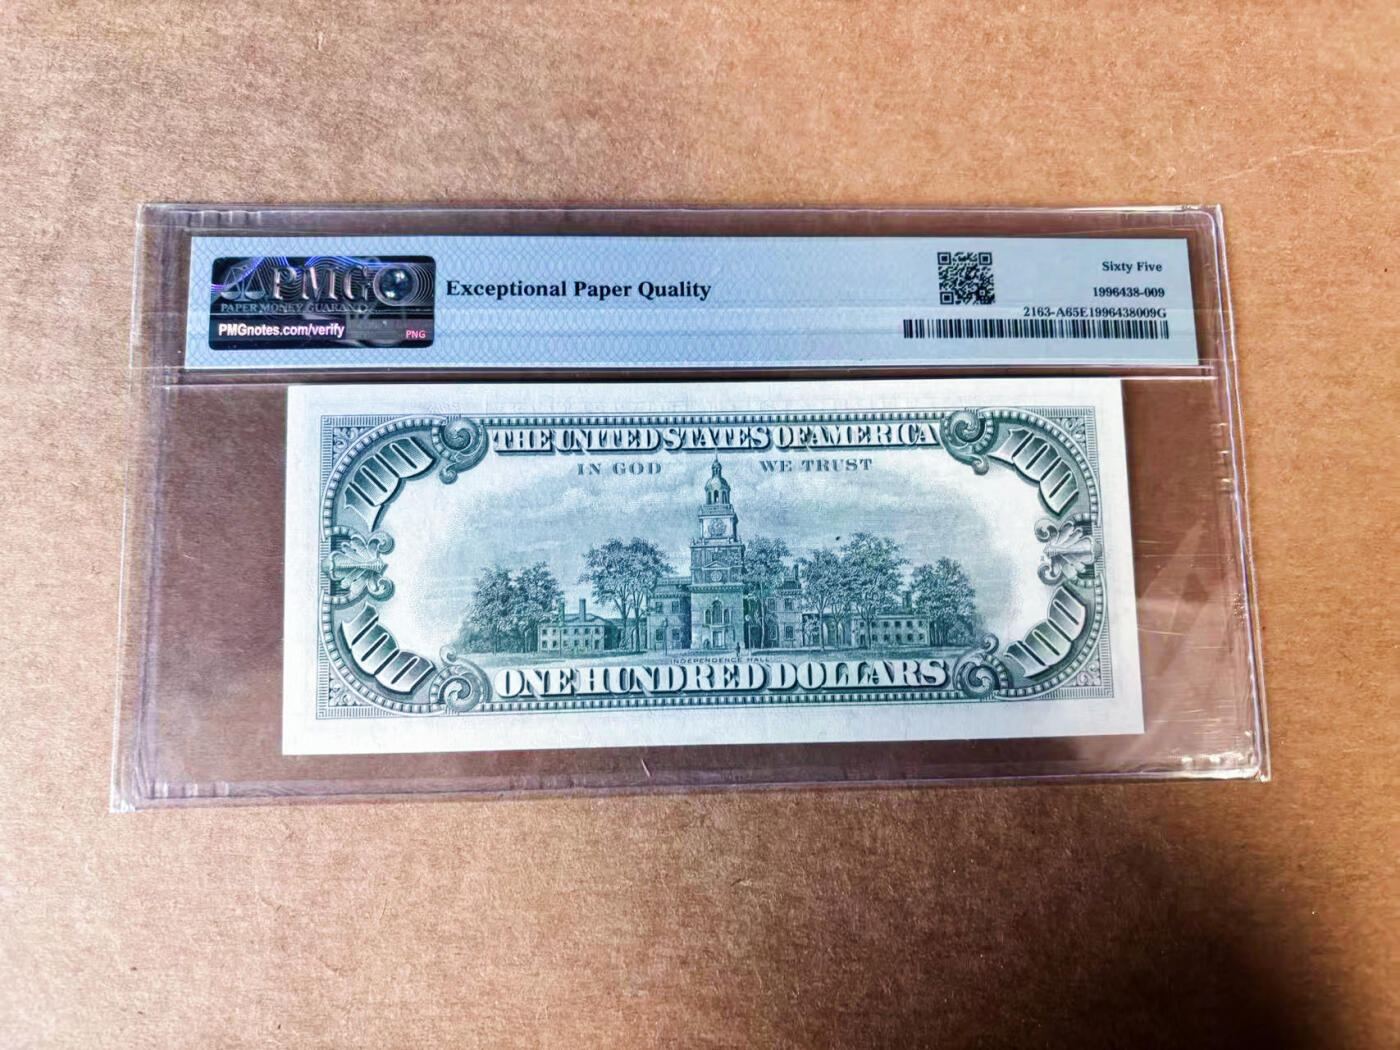 PMG
PAPER MONEY GUARANTY
PMGnotes.com/verify
PNG
Exceptional Paper Quality
Sixty Five
1996438-009
2163-A65E1996438009G
THE UNITED STATES OF AMERICA
IN GOD WE TRUST
100
100
100
100
INDEPENDENCE HALL
ONE HUNDRED DOLLARS